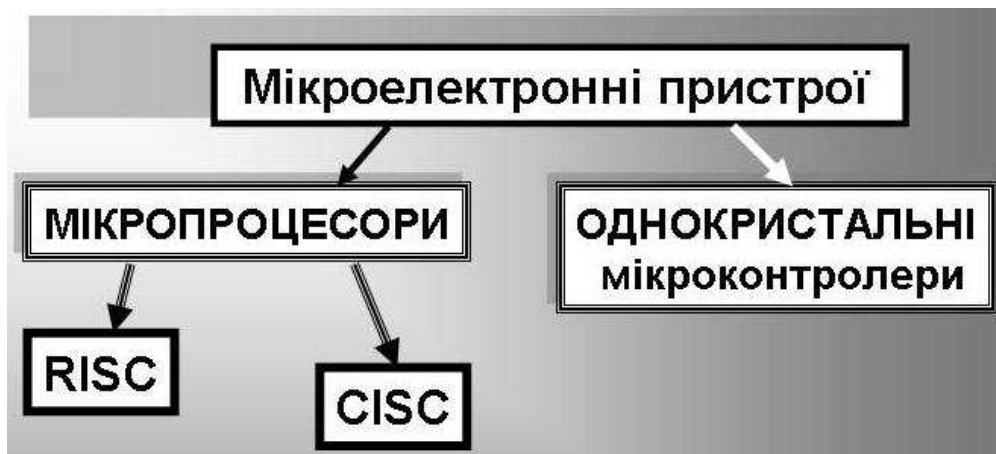 Мікроелектронні пристрої
МІКРОПРОЦЕСОРИ
ОДНОКРИСТАЛЬНІ
мікроконтролери
RISC
CISC